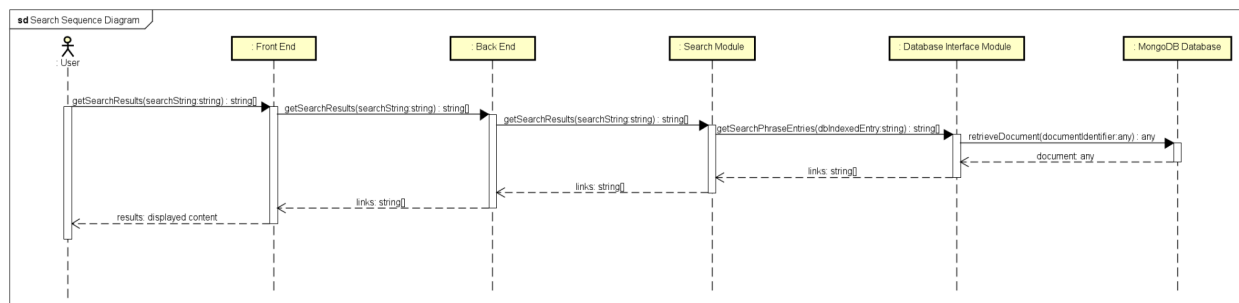 sd Search Sequence Diagram
: User
: Front End
: Back End
: Search Module
: Database Interface Module
: MongoDB Database
getSearchResults(searchString:string) : string[]
getSearchResults(searchString:string) : string[]
getSearchResults(searchString:string) : string[]
getSearchPhraseEntries(dbIndexedEntry:string) : string[]
retrieveDocument(documentIdentifier:any) : any
document: any
links: string[]
links: string[]
links: string[]
results: displayed content